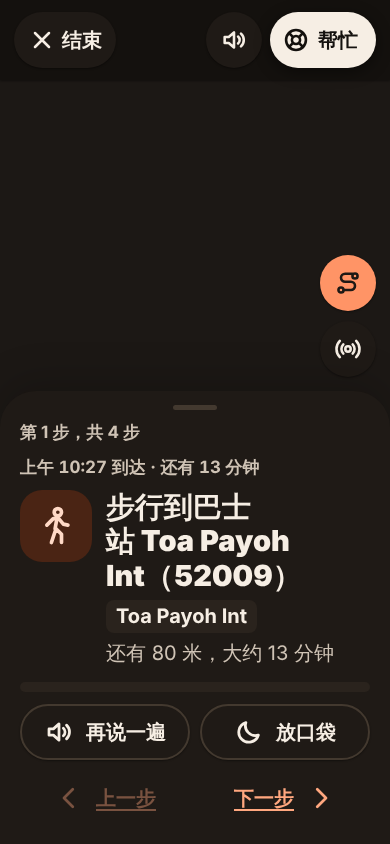 结束
帮忙
第 1 步，共 4 步
上午 10:27 到达 · 还有 13 分钟
步行到巴士
站 Toa Payoh
Int（52009）
Toa Payoh Int
还有 80 米，大约 13 分钟
再说一遍
放口袋
上一步
下一步